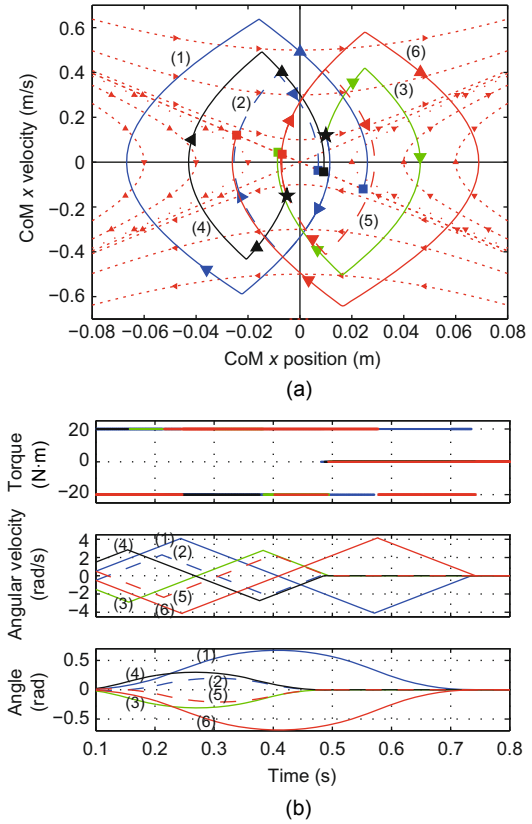 0.6
0.4
0.2
0
−0.2
−0.4
−0.6
CoM x velocity (m/s)
(1)
(2)
(3)
(4)
(5)
(6)
−0.08 −0.06 −0.04 −0.02 0 0.02 0.04 0.06 0.08
CoM x position (m)
(a)
Torque
(N·m)
20
0
−20
Angular velocity
(rad/s)
4
2
0
−2
−4
(4) (1)
(2)
(3) (6) (5)
Angle
(rad)
0.5
0
−0.5
(1)
(4) (2)
(3) (5)
(6)
0.1 0.2 0.3 0.4 0.5 0.6 0.7 0.8
Time (s)
(b)